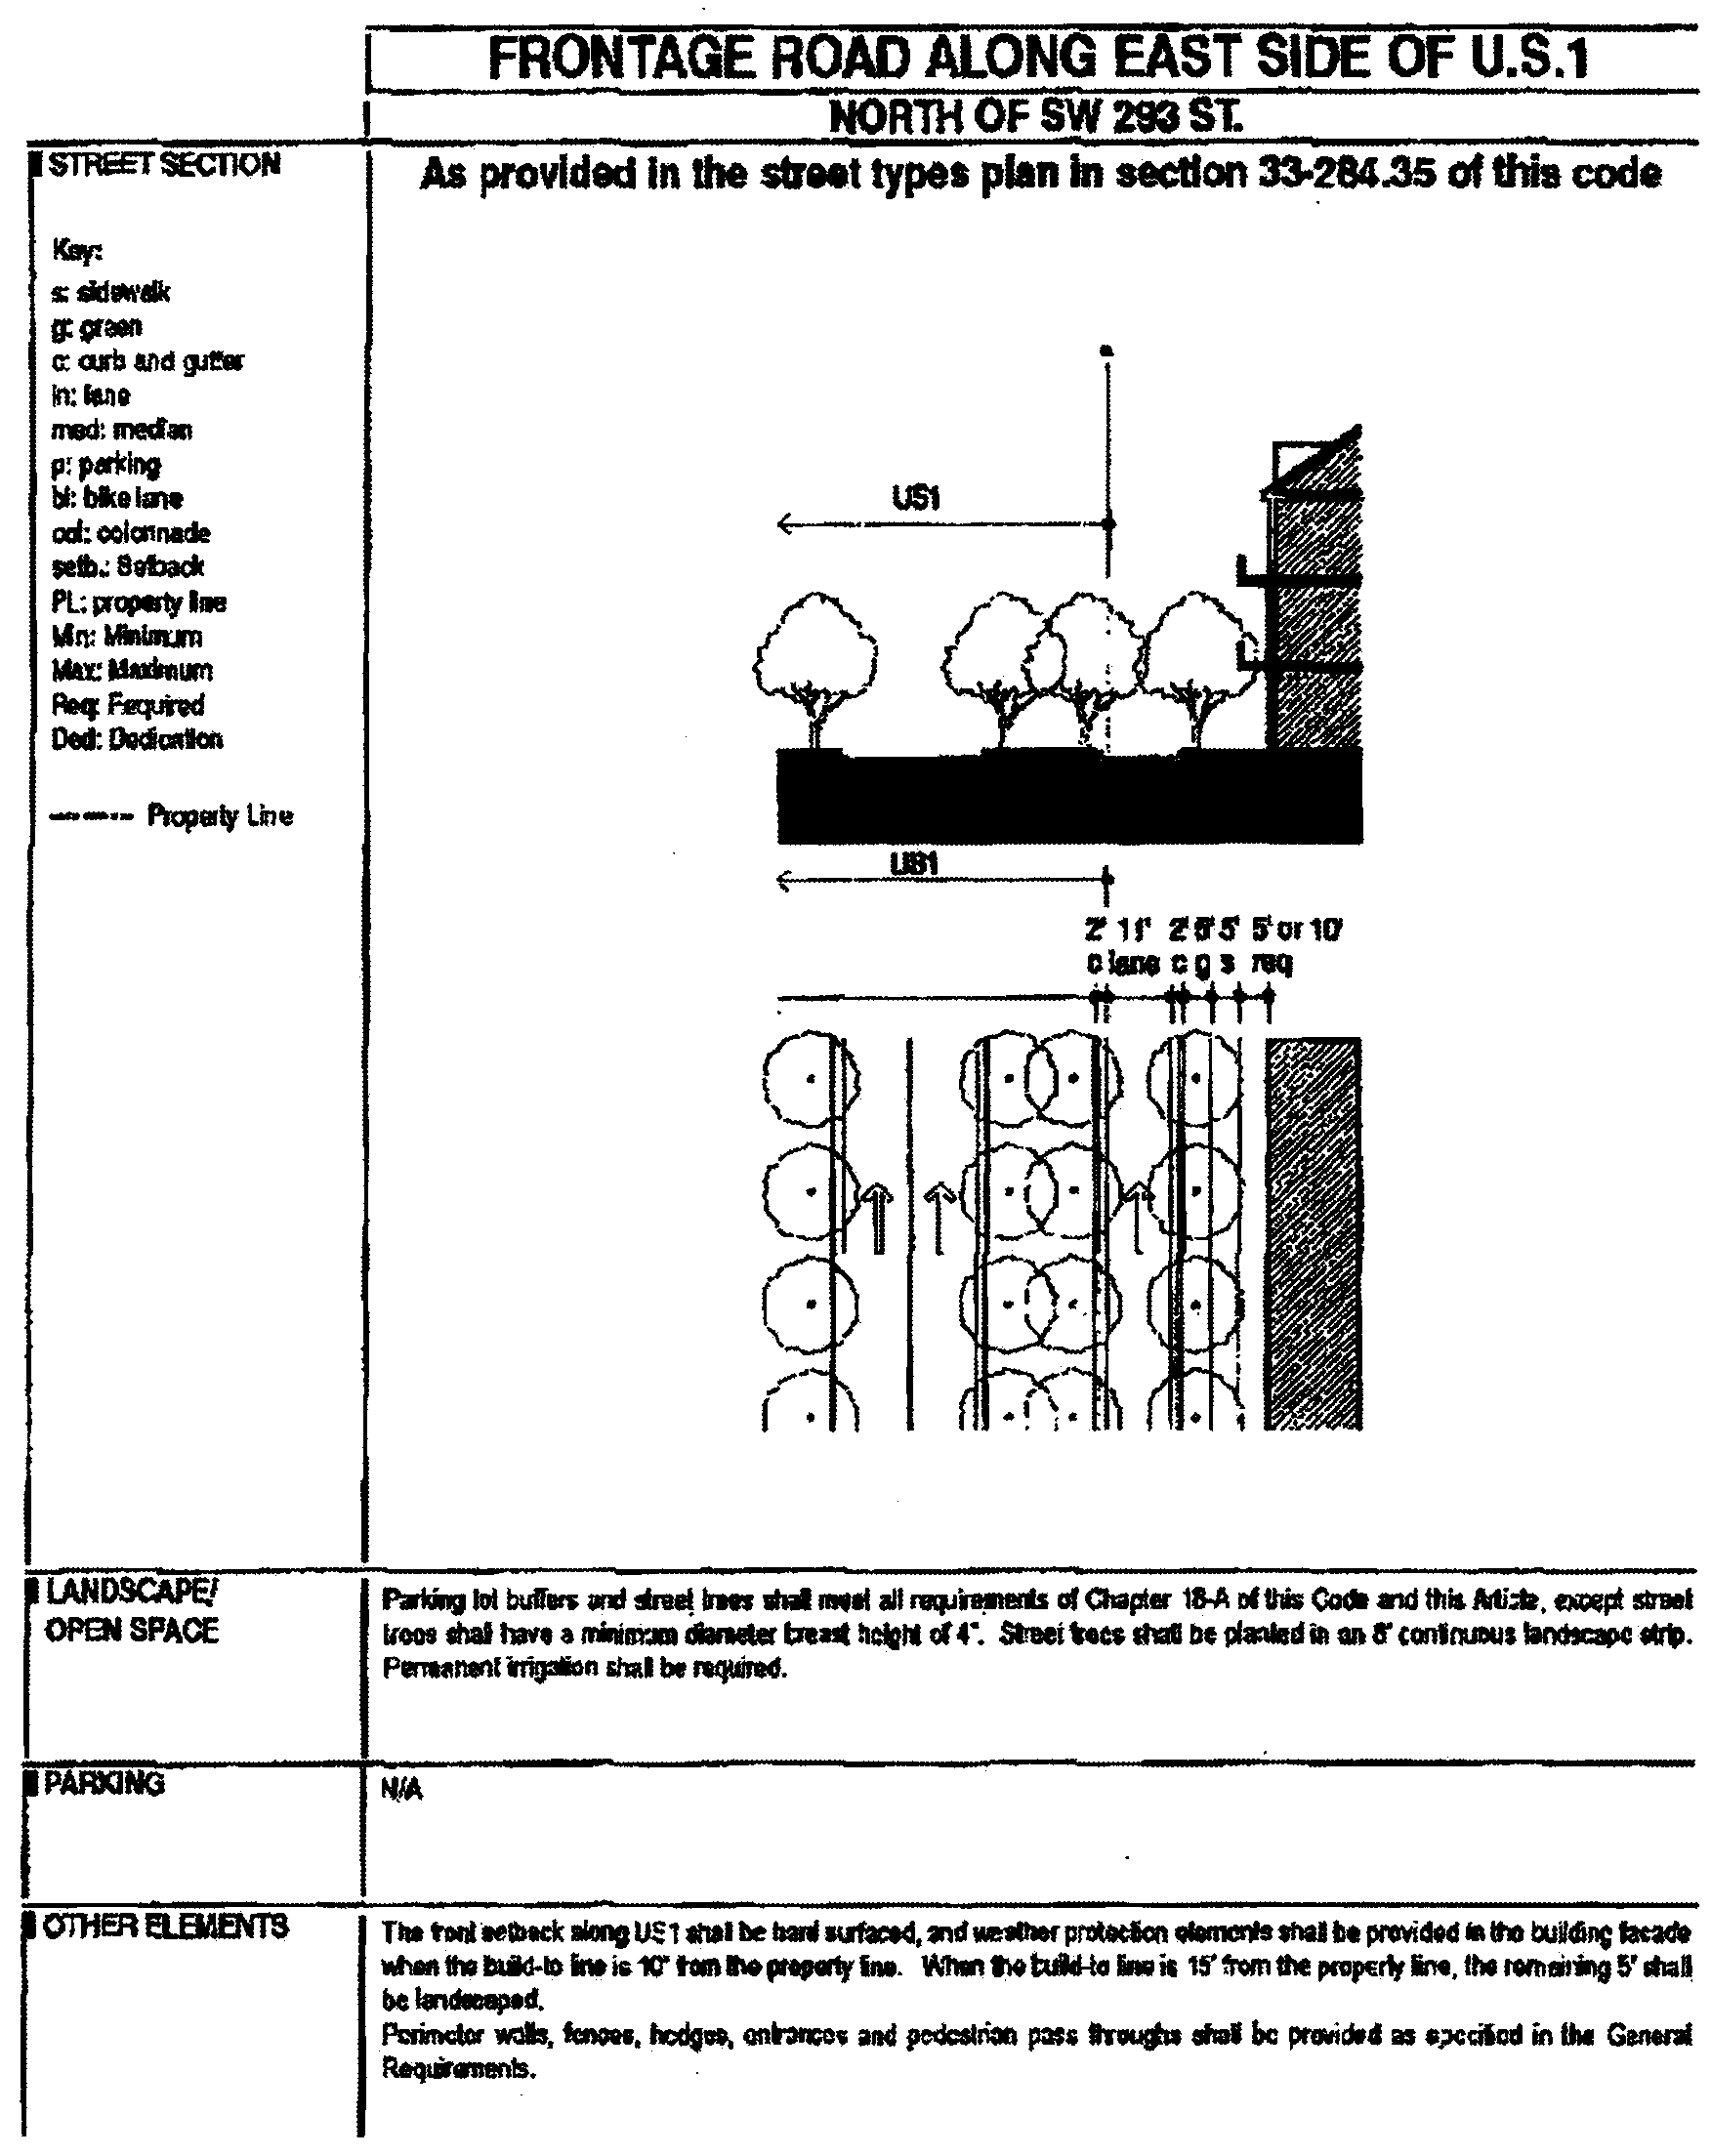 FRONTAGE ROAD ALONG EAST SIDE OF U.S.1
NORTH OF SW 293 ST.
STREET SECTION
As provided in the street types plan in section 33-284.35 of this code
Key:
s: sidewalk
g: green
c: curb and gutter
ln: lane
med: median
p: parking
bl: bike lane
col: colonnade
setb.: Setback
PL: property line
Min: Minimum
Max: Maximum
Req: Required
Ded: Dedication
Property Line
US1
US1
2' 11' 2' 5' 5' 5' or 10'
c lane c g s req
LANDSCAPE/
OPEN SPACE
Parking lot buffers and street trees shall meet all requirements of Chapter 18-A of this Code and this Article, except street
trees shall have a minimum diameter breast height of 4". Street trees shall be planted in an 8' continuous landscape strip.
Permanent irrigation shall be required.
PARKING
N/A
OTHER ELEMENTS
The front setback along US1 shall be hard surfaced, and weather protection elements shall be provided in the building facade
when the build-to line is 10' from the property line. When the build-to line is 15' from the property line, the remaining 5' shall
be landscaped.
Perimeter walls, fences, hedges, entrances and pedestrian pass throughs shall be provided as specified in the General
Requirements.